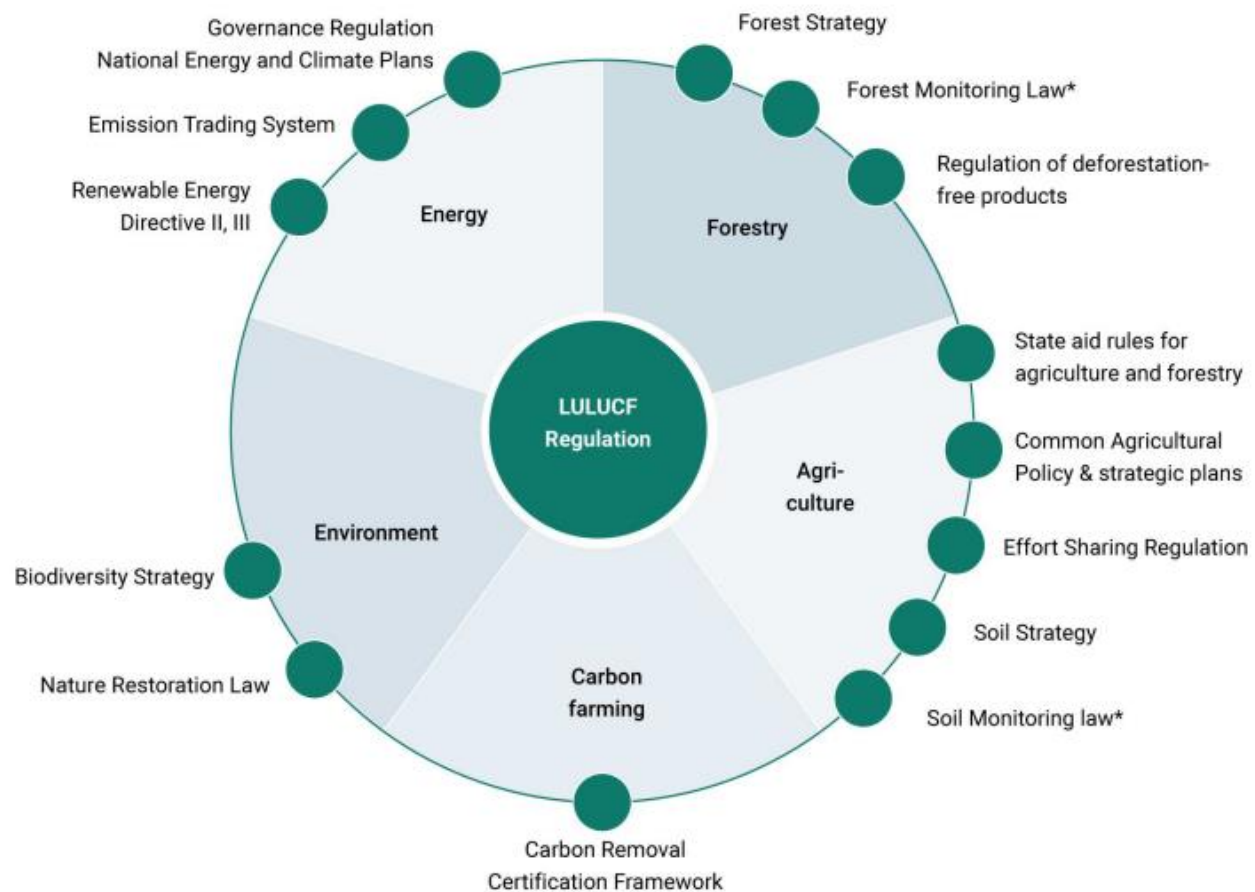 Governance Regulation
National Energy and Climate Plans
Emission Trading System
Renewable Energy
Directive II, III
Energy
Forest Strategy
Forest Monitoring Law*
Regulation of deforestation-
free products
Forestry
State aid rules for
agriculture and forestry
Common Agricultural
Policy & strategic plans
Effort Sharing Regulation
Soil Strategy
Soil Monitoring law*
Agri-
culture
LULUCF
Regulation
Environment
Biodiversity Strategy
Nature Restoration Law
Carbon
farming
Carbon Removal
Certification Framework